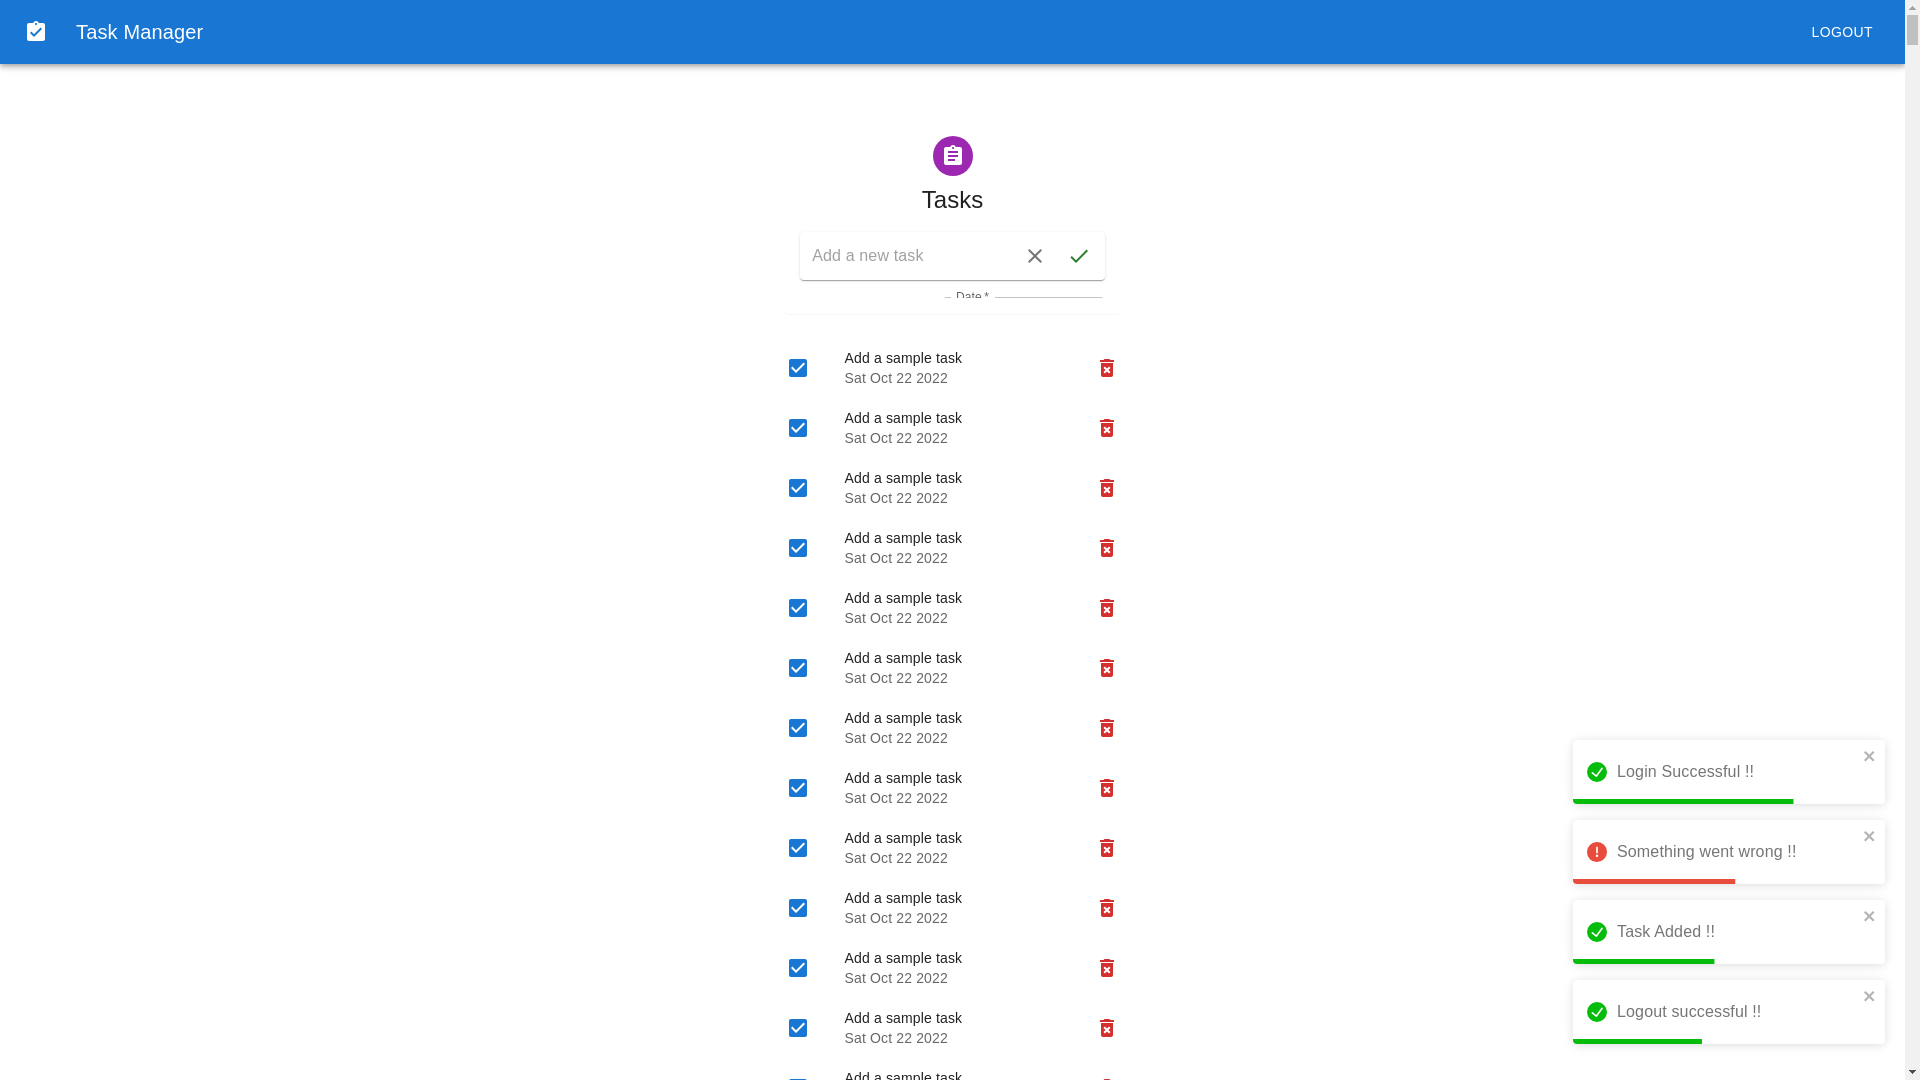 Task Manager
LOGOUT
Tasks
Add a new task
Date *
Add a sample task
Sat Oct 22 2022
Add a sample task
Sat Oct 22 2022
Add a sample task
Sat Oct 22 2022
Add a sample task
Sat Oct 22 2022
Add a sample task
Sat Oct 22 2022
Add a sample task
Sat Oct 22 2022
Add a sample task
Sat Oct 22 2022
Add a sample task
Sat Oct 22 2022
Add a sample task
Sat Oct 22 2022
Add a sample task
Sat Oct 22 2022
Add a sample task
Sat Oct 22 2022
Add a sample task
Sat Oct 22 2022
Add a sample task
Login Successful !!
Something went wrong !!
Task Added !!
Logout successful !!